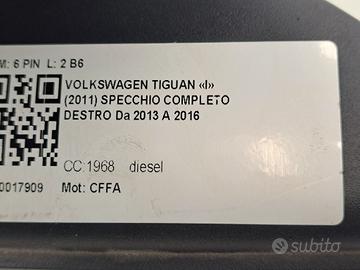 M: 6 PIN L: 2 B6
VOLKSWAGEN TIGUAN «I»
(2011) SPECCHIO COMPLETO
DESTRO Da 2013 A 2016
CC:1968 diesel
0017909 Mot: CFFA
subito